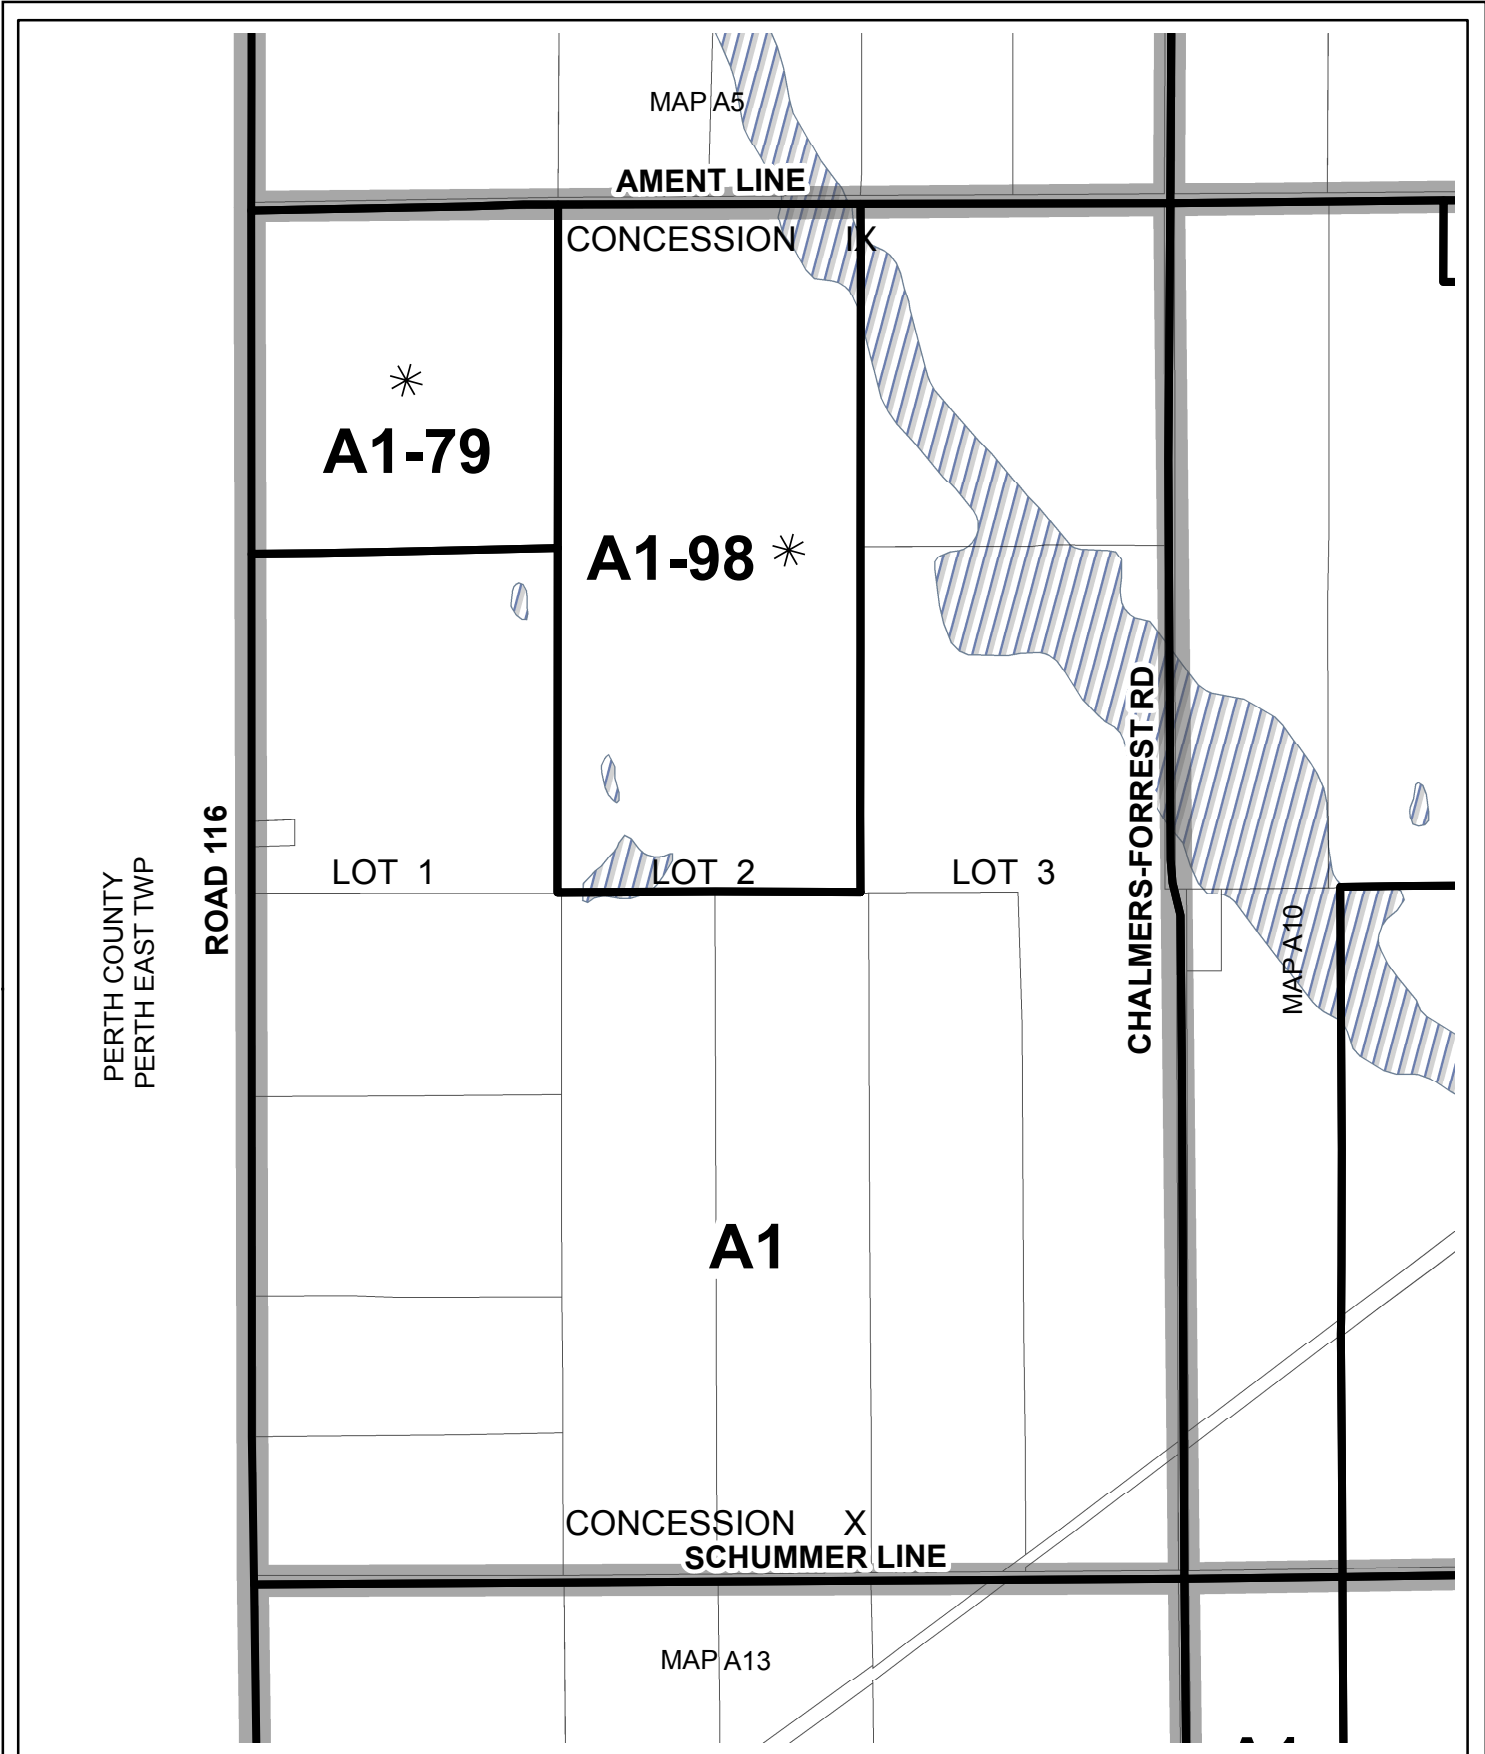 MAP A5
AMENT LINE
CONCESSION IX
A1-79
A1-98
ROAD 116
PERTH COUNTY
PERTH EAST TWP
LOT 1
LOT 2
LOT 3
CHALMERS-FORREST RD
MAP A10
A1
CONCESSION X
SCHUMMER LINE
MAP A13
A1